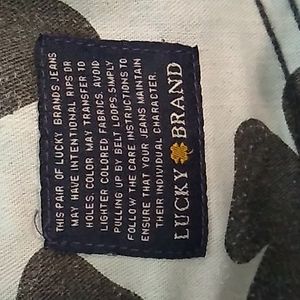 THIS PAIR OF LUCKY BRANDS JEANS
MAY HAVE INTENTIONAL RIPS OR
HOLES. COLOR MAY TRANSFER TO
LIGHTER COLORED FABRICS. AVOID
PULLING UP BY BELT LOOPS. SIMPLY
FOLLOW THE CARE INSTRUCTIONS TO
ENSURE THAT YOUR JEANS MAINTAIN
THEIR INDIVIDUAL CHARACTER.
LUCKY BRAND